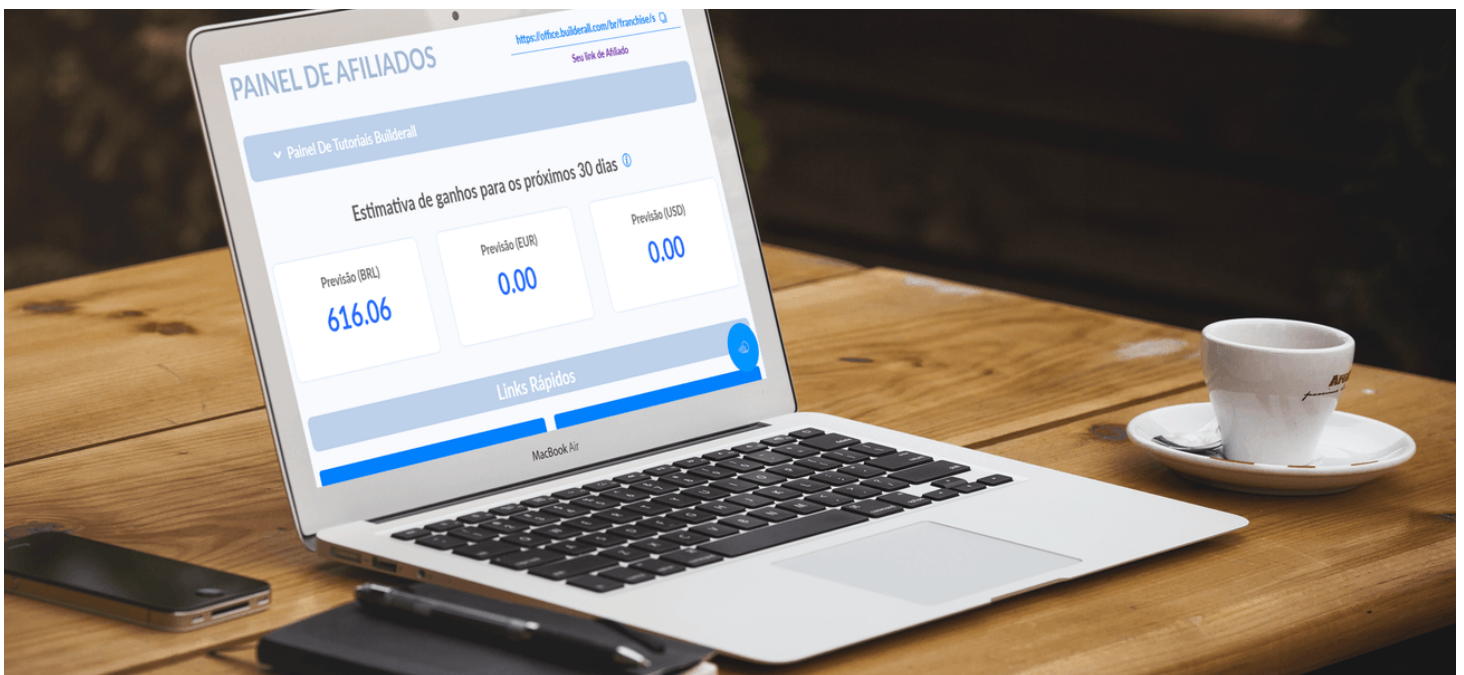 PAINEL DE AFILIADOS
https://office.builderall.com/br/franchise/s
Seu link de Afiliado
Painel De Tutoriais Builderall
Estimativa de ganhos para os próximos 30 dias
Previsão (BRL)
616.06
Previsão (EUR)
0.00
Previsão (USD)
0.00
Links Rápidos
MacBook Air